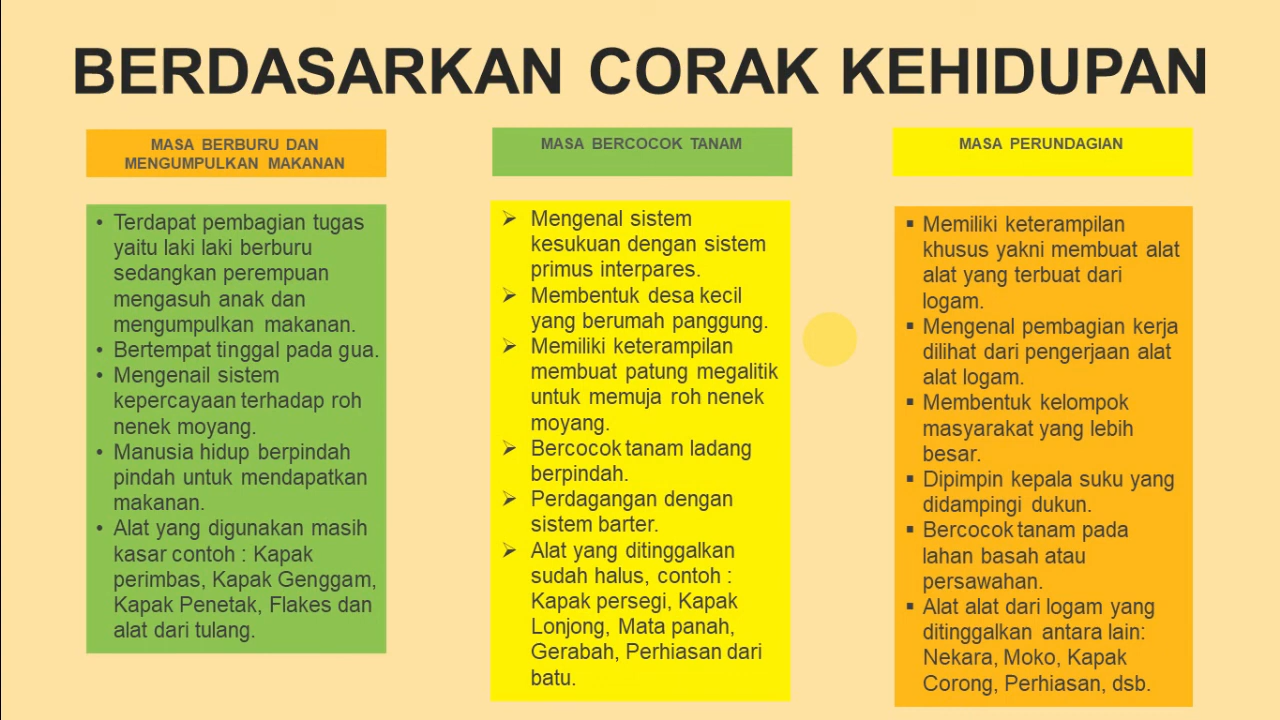 BERDASARKAN CORAK KEHIDUPAN
MASA BERBURU DAN
MENGUMPULKAN MAKANAN
• Terdapat pembagian tugas
yaitu laki laki berburu
sedangkan perempuan
mengasuh anak dan
mengumpulkan makanan.
• Bertempat tinggal pada gua.
• Mengenail sistem
kepercayaan terhadap roh
nenek moyang.
• Manusia hidup berpindah
pindah untuk mendapatkan
makanan.
• Alat yang digunakan masih
kasar contoh : Kapak
perimbas, Kapak Genggam,
Kapak Penetak, Flakes dan
alat dari tulang.
MASA BERCOCOK TANAM
➢ Mengenal sistem
kesukuan dengan sistem
primus interpares.
➢ Membentuk desa kecil
yang berumah panggung.
➢ Memiliki keterampilan
membuat patung megalitik
untuk memuja roh nenek
moyang.
➢ Bercocok tanam ladang
berpindah.
➢ Perdagangan dengan
sistem barter.
➢ Alat yang ditinggalkan
sudah halus, contoh :
Kapak persegi, Kapak
Lonjong, Mata panah,
Gerabah, Perhiasan dari
batu.
MASA PERUNDAGIAN
▪ Memiliki keterampilan
khusus yakni membuat alat
alat yang terbuat dari
logam.
▪ Mengenal pembagian kerja
dilihat dari pengerjaan alat
alat logam.
▪ Membentuk kelompok
masyarakat yang lebih
besar.
▪ Dipimpin kepala suku yang
didampingi dukun.
▪ Bercocok tanam pada
lahan basah atau
persawahan.
▪ Alat alat dari logam yang
ditinggalkan antara lain:
Nekara, Moko, Kapak
Corong, Perhiasan, dsb.